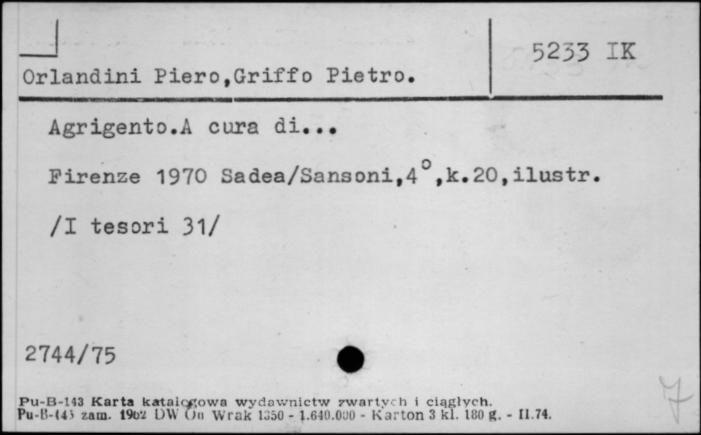 5233 IK
Orlandini Piero,Griffo Pietro.
Agrigento.A cura di...
Firenze 1970 Sadea/Sansoni,4°,k.20,ilustr.
/I tesori 31/
2744/75
7
Pu-B-143 Karta katalogowa wydawnictw zwartych i ciągłych.
Pu-B-143 zam. 1962 DW Wrak 1350 - 1.640.000 - Karton 3 kl. 180 g. - II.74.